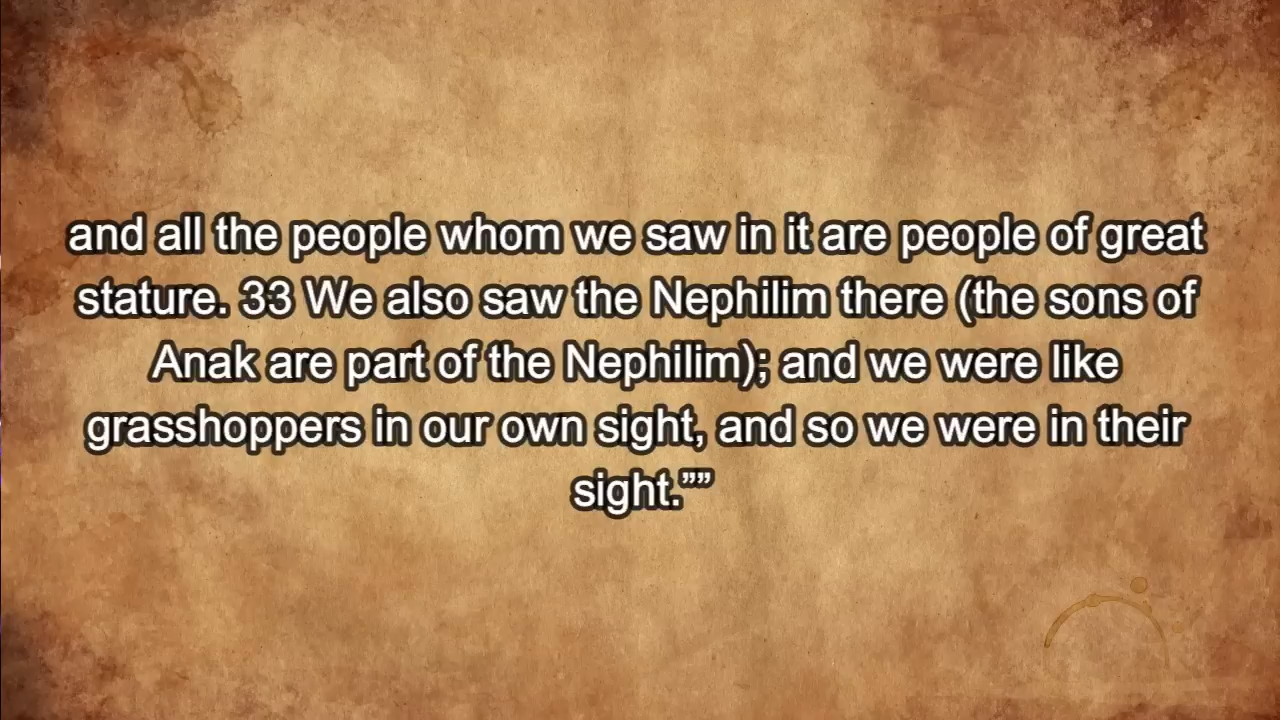 and all the people whom we saw in it are people of great
stature. 33 We also saw the Nephilim there (the sons of
Anak are part of the Nephilim); and we were like
grasshoppers in our own sight, and so we were in their
sight.””